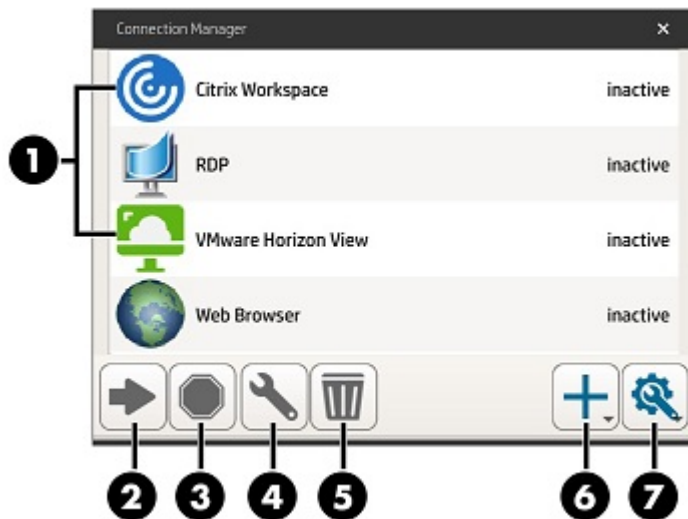 Connection Manager ×
Citrix Workspace inactive
1
RDP inactive
VMware Horizon View inactive
Web Browser inactive
2 3 4 5 6 7